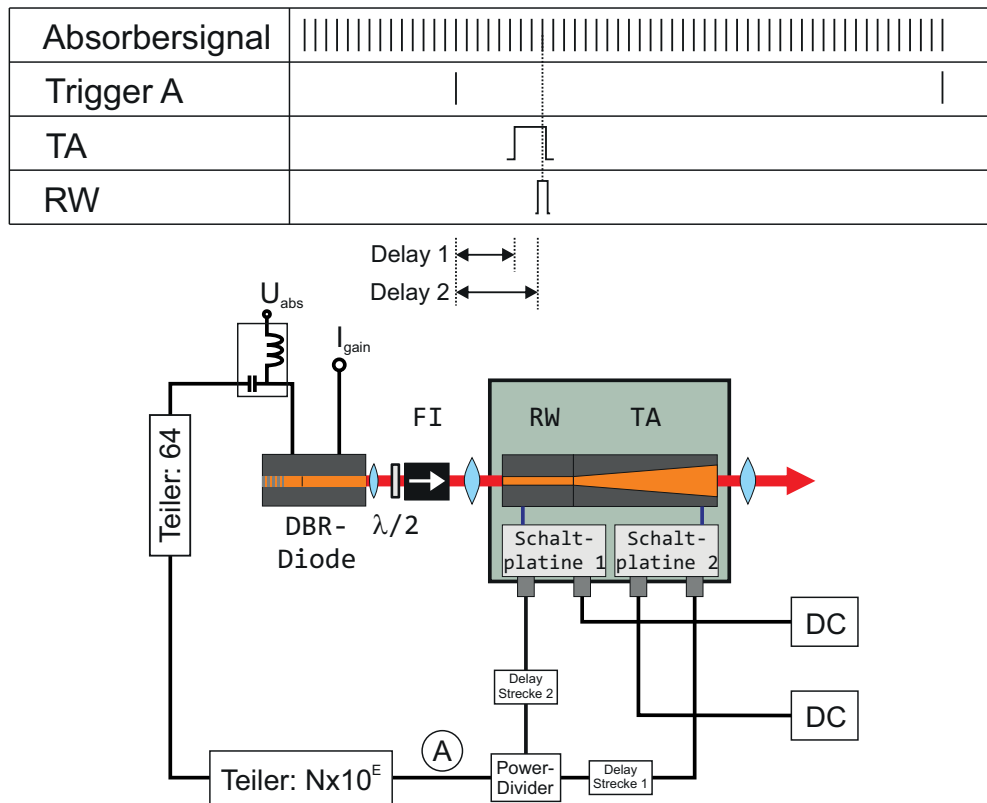 Absorbersignal
Trigger A
TA
RW
Delay 1
Delay 2
U_abs
I_gain
FI
RW
TA
Teiler: 64
DBR-
Diode
λ/2
Schalt-
platine 1
Schalt-
platine 2
DC
Delay
Strecke 2
DC
A
Teiler: Nx10^E
Power-
Divider
Delay
Strecke 1